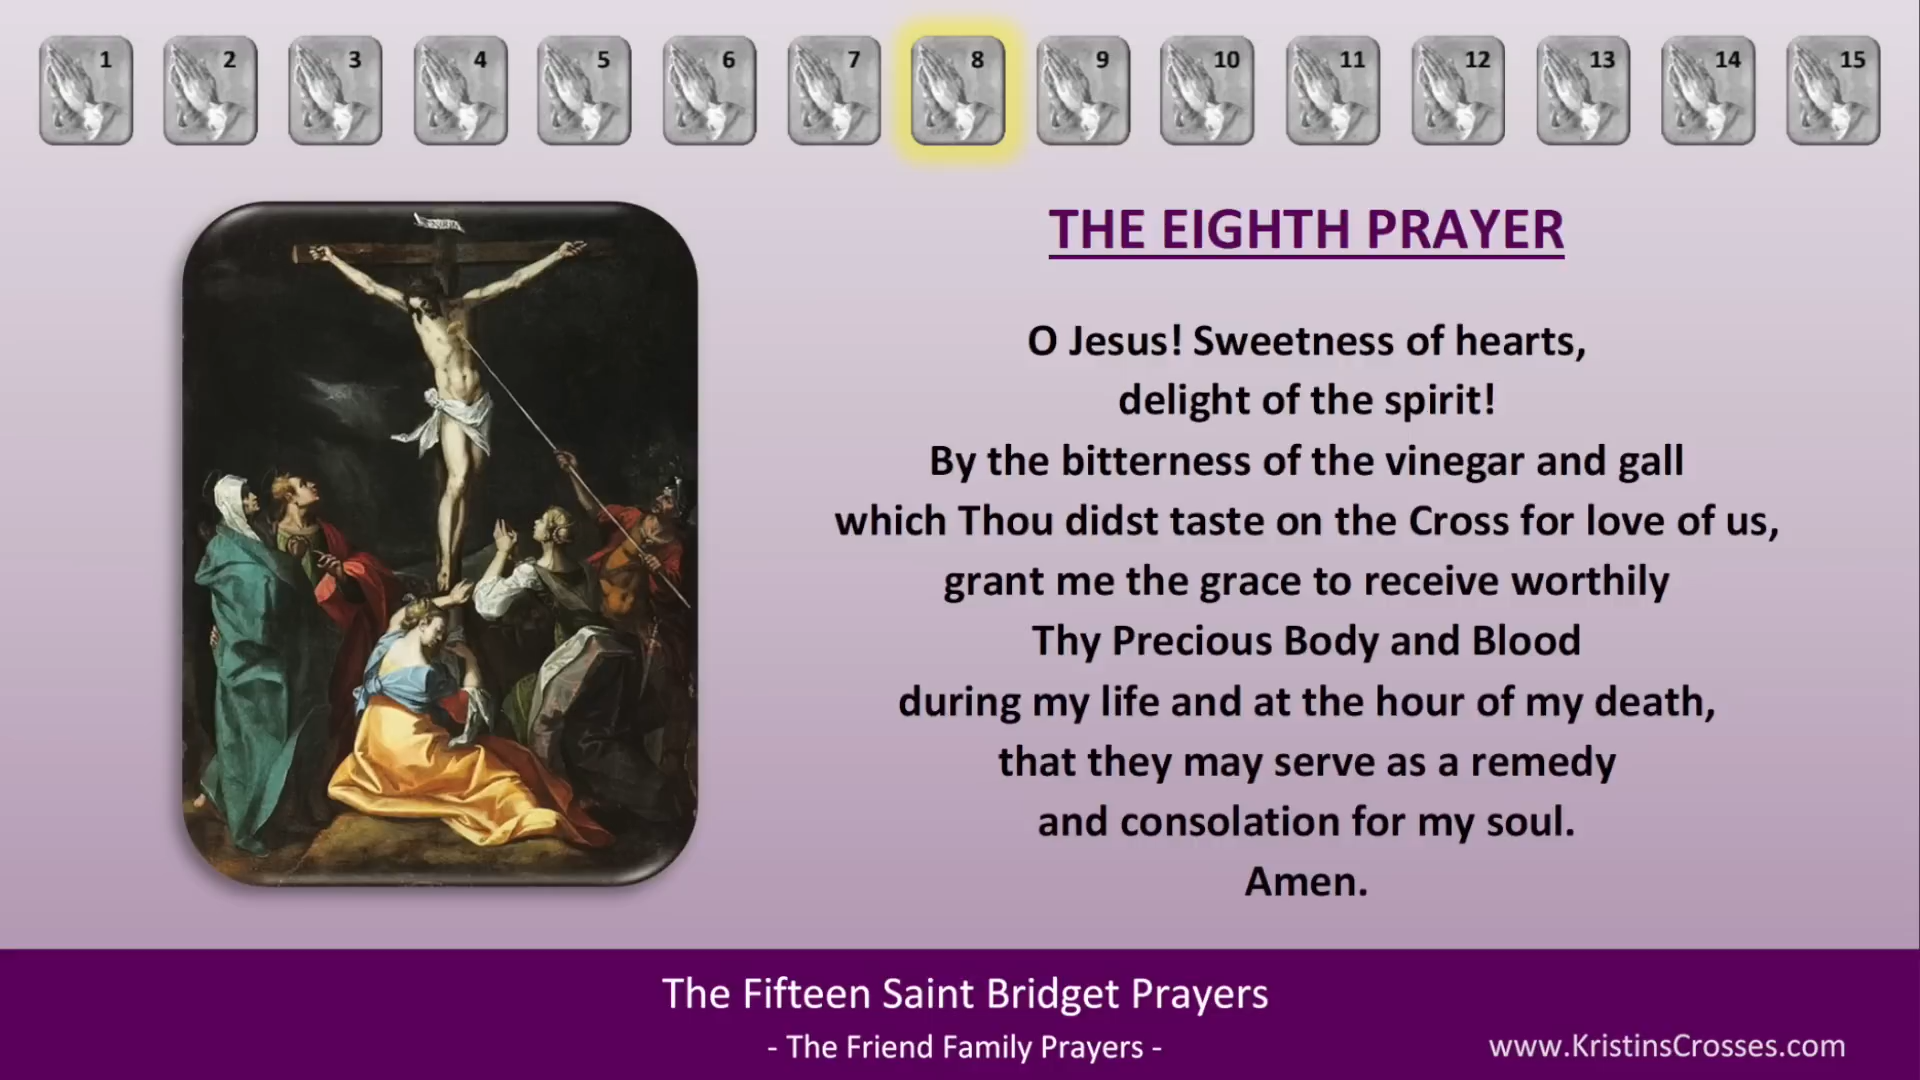 1 2 3 4 5 6 7 8 9 10 11 12 13 14 15
THE EIGHTH PRAYER
O Jesus! Sweetness of hearts,
delight of the spirit!
By the bitterness of the vinegar and gall
which Thou didst taste on the Cross for love of us,
grant me the grace to receive worthily
Thy Precious Body and Blood
during my life and at the hour of my death,
that they may serve as a remedy
and consolation for my soul.
Amen.
The Fifteen Saint Bridget Prayers
- The Friend Family Prayers -
www.KristinsCrosses.com